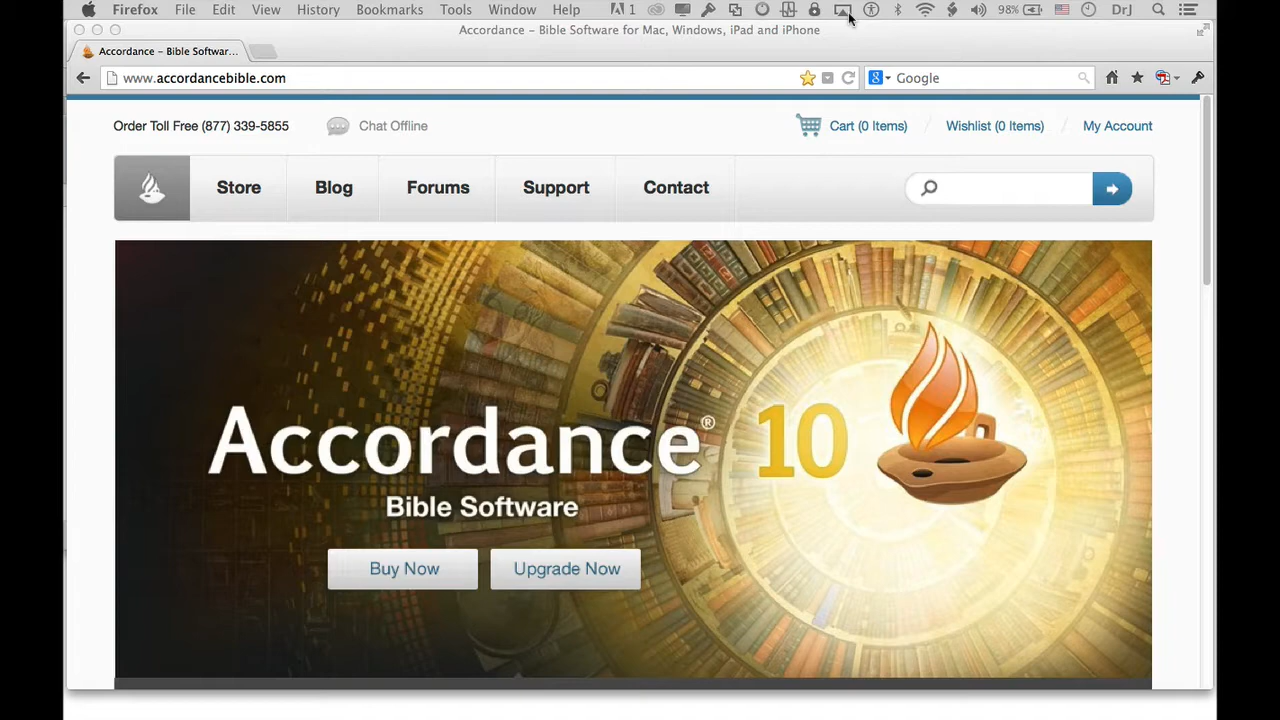 Firefox File Edit View History Bookmarks Tools Window Help 1 98% DrJ
Accordance – Bible Software for Mac, Windows, iPad and iPhone
Accordance – Bible Softwar...
www.accordancebible.com
Google
Order Toll Free (877) 339-5855 Chat Offline Cart (0 Items) Wishlist (0 Items) My Account
Store Blog Forums Support Contact
Accordance® 10
Bible Software
Buy Now Upgrade Now